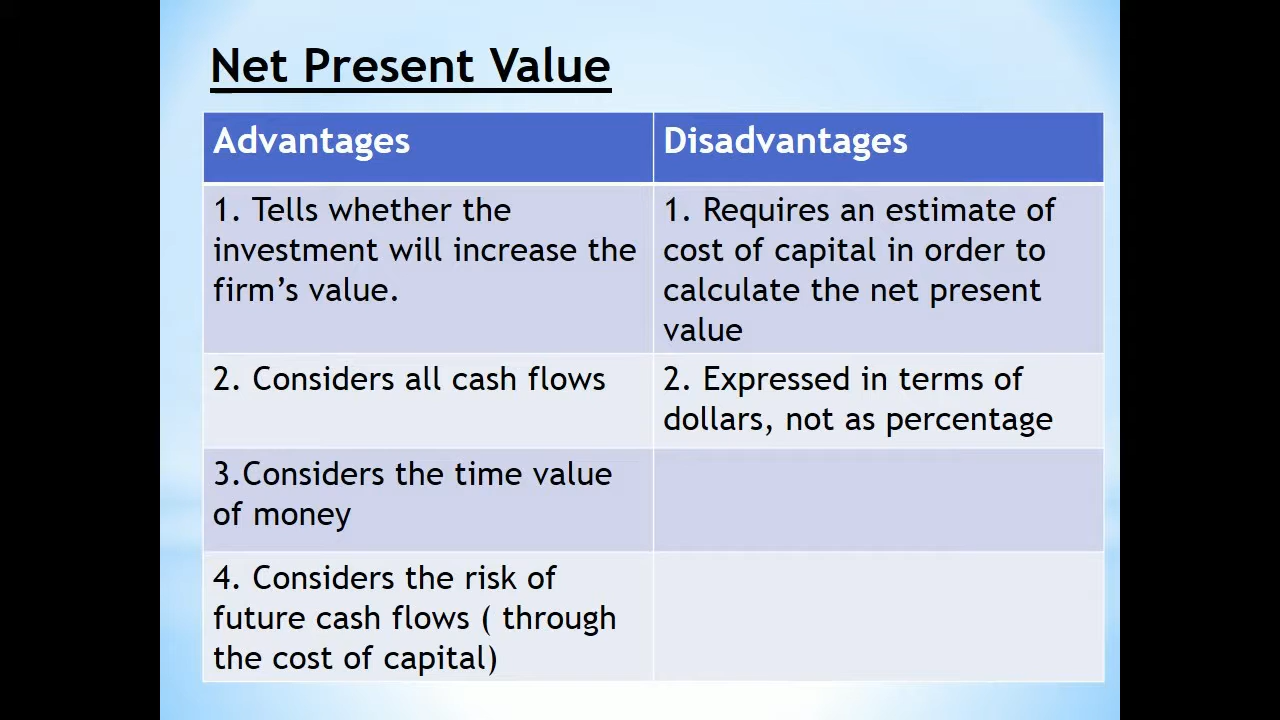 Net Present Value
Advantages
Disadvantages
1. Tells whether the
investment will increase the
firm’s value.
1. Requires an estimate of
cost of capital in order to
calculate the net present
value
2. Considers all cash flows
2. Expressed in terms of
dollars, not as percentage
3.Considers the time value
of money
4. Considers the risk of
future cash flows ( through
the cost of capital)